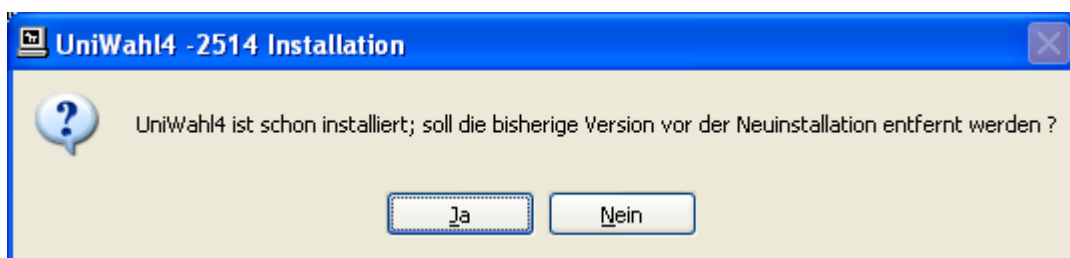 UniWahl4 -2514 Installation
UniWahl4 ist schon installiert; soll die bisherige Version vor der Neuinstallation entfernt werden ?
Ja
Nein